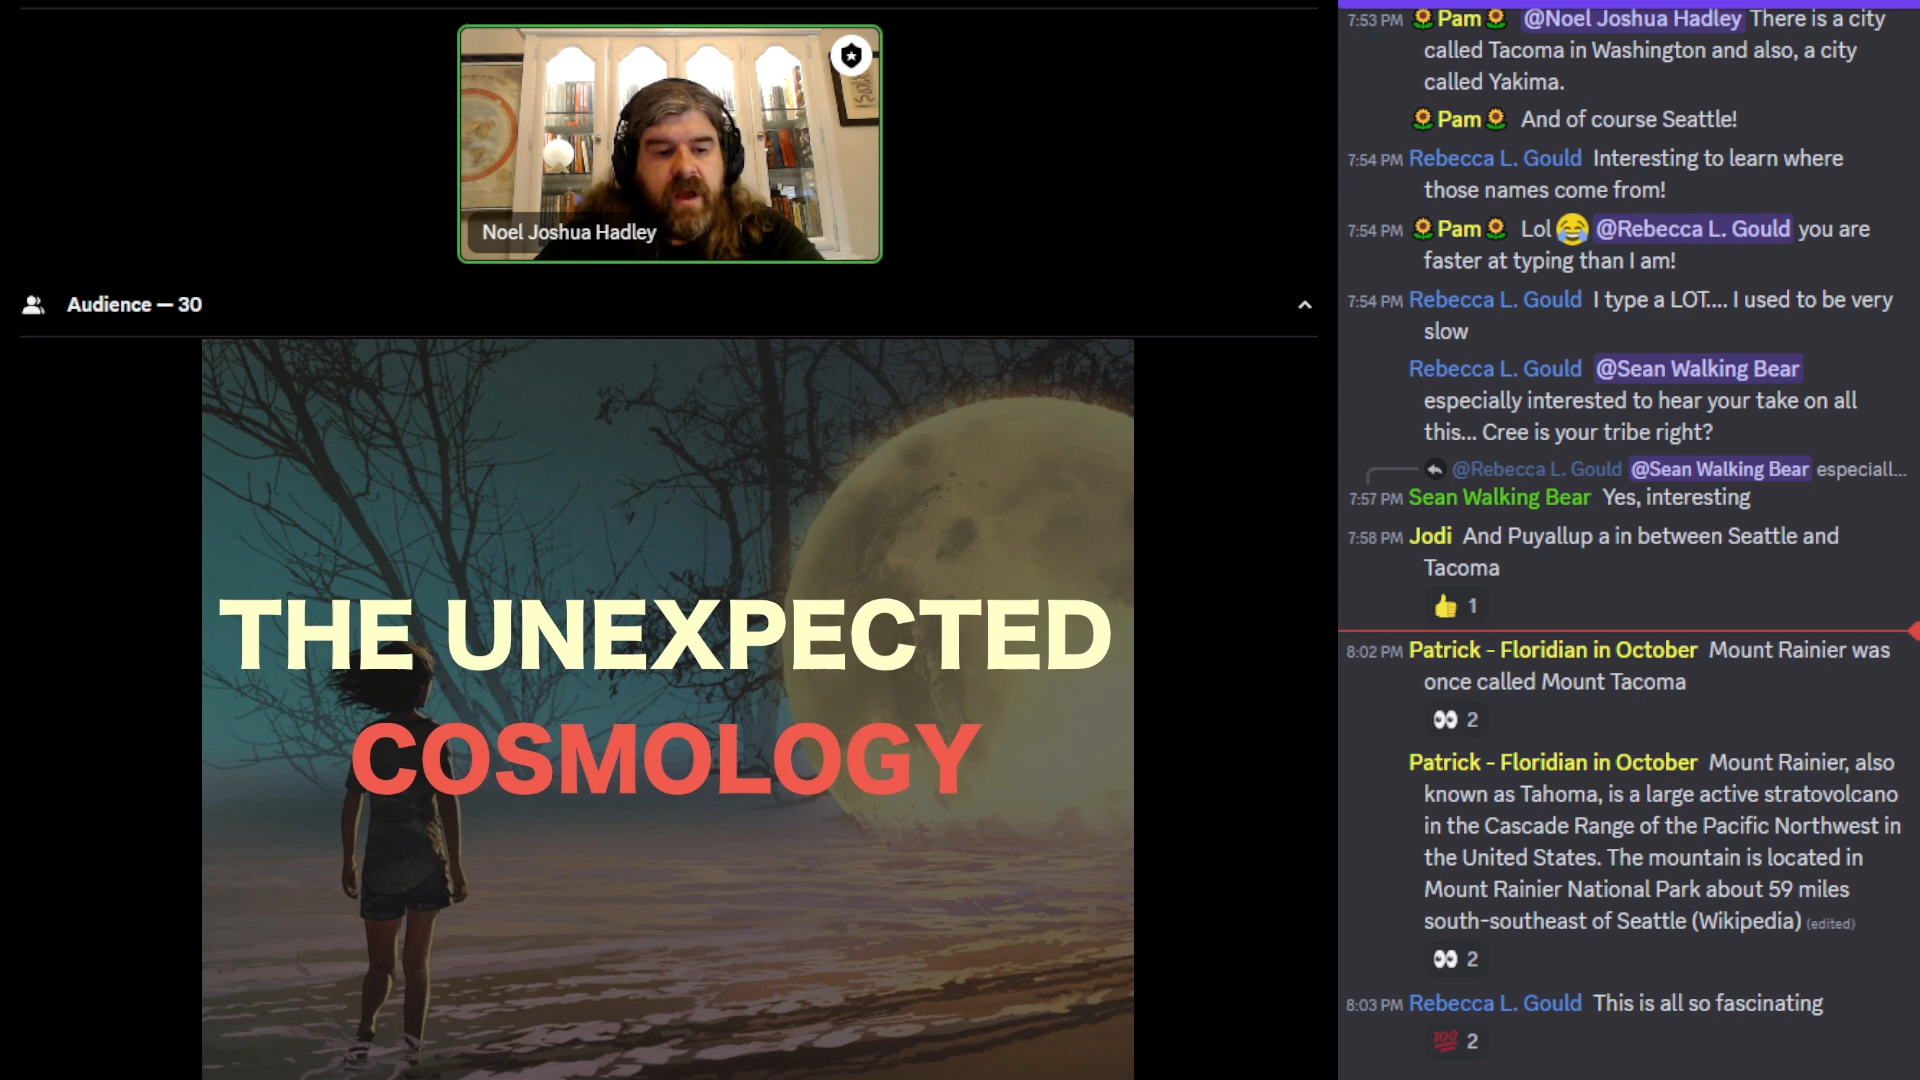 Noel Joshua Hadley
Audience — 30
THE UNEXPECTED
COSMOLOGY
7:53 PM 🌻Pam🌻 @Noel Joshua Hadley There is a city
called Tacoma in Washington and also, a city
called Yakima.
🌻Pam🌻 And of course Seattle!
7:54 PM Rebecca L. Gould Interesting to learn where
those names come from!
7:54 PM 🌻Pam🌻 Lol 😂 @Rebecca L. Gould you are
faster at typing than I am!
7:54 PM Rebecca L. Gould I type a LOT.... I used to be very
slow
Rebecca L. Gould @Sean Walking Bear
especially interested to hear your take on all
this... Cree is your tribe right?
@Rebecca L. Gould @Sean Walking Bear especiall...
7:57 PM Sean Walking Bear Yes, interesting
7:58 PM Jodi And Puyallup a in between Seattle and
Tacoma
👍 1
8:02 PM Patrick - Floridian in October Mount Rainier was
once called Mount Tacoma
👀 2
Patrick - Floridian in October Mount Rainier, also
known as Tahoma, is a large active stratovolcano
in the Cascade Range of the Pacific Northwest in
the United States. The mountain is located in
Mount Rainier National Park about 59 miles
south-southeast of Seattle (Wikipedia) (edited)
👀 2
8:03 PM Rebecca L. Gould This is all so fascinating
💯 2